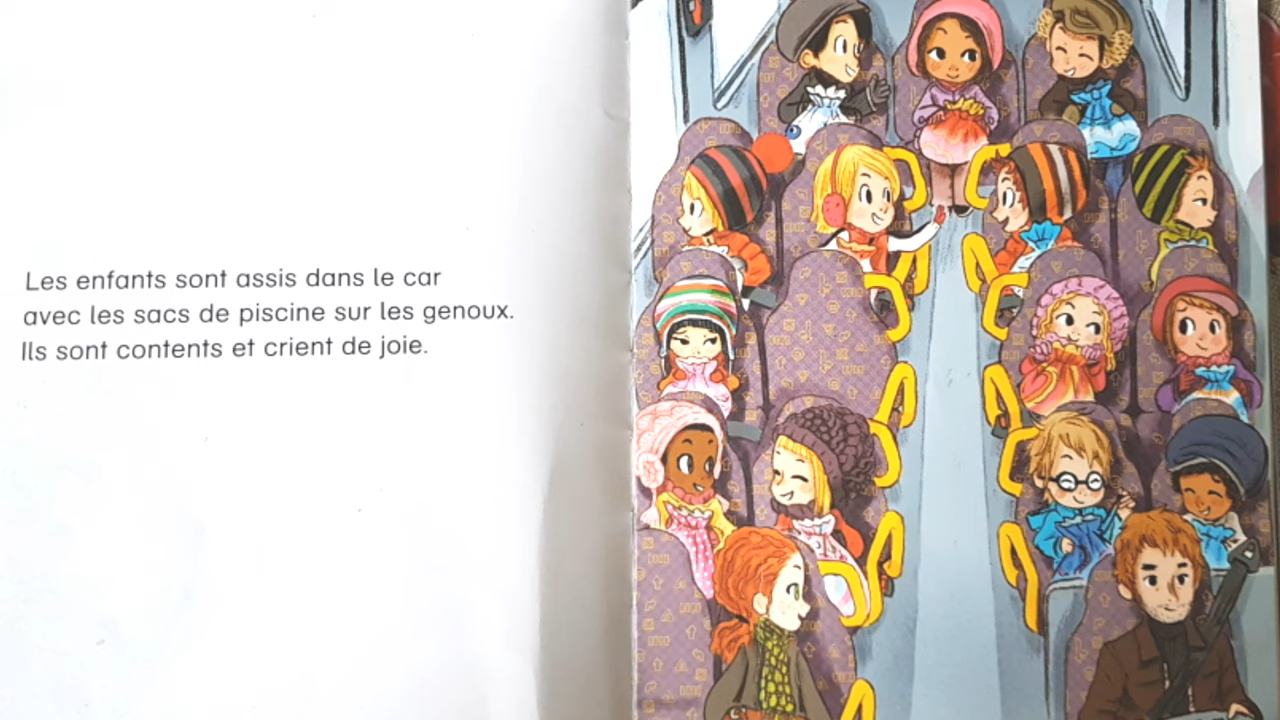 Les enfants sont assis dans le car
avec les sacs de piscine sur les genoux.
Ils sont contents et crient de joie.